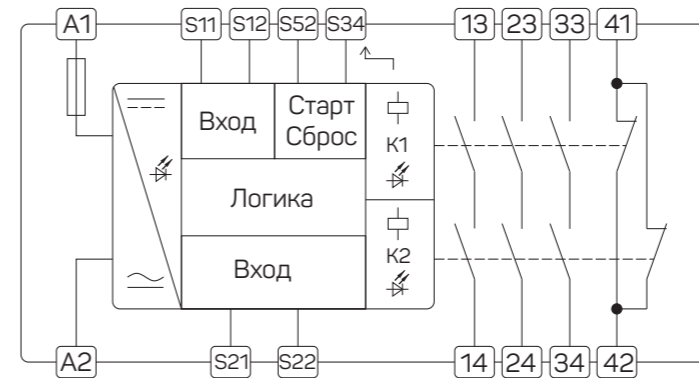 A1 S11 S12 S52 S34 13 23 33 41
Вход
Старт
Сброс
K1
Логика
K2
Вход
A2 S21 S22 14 24 34 42